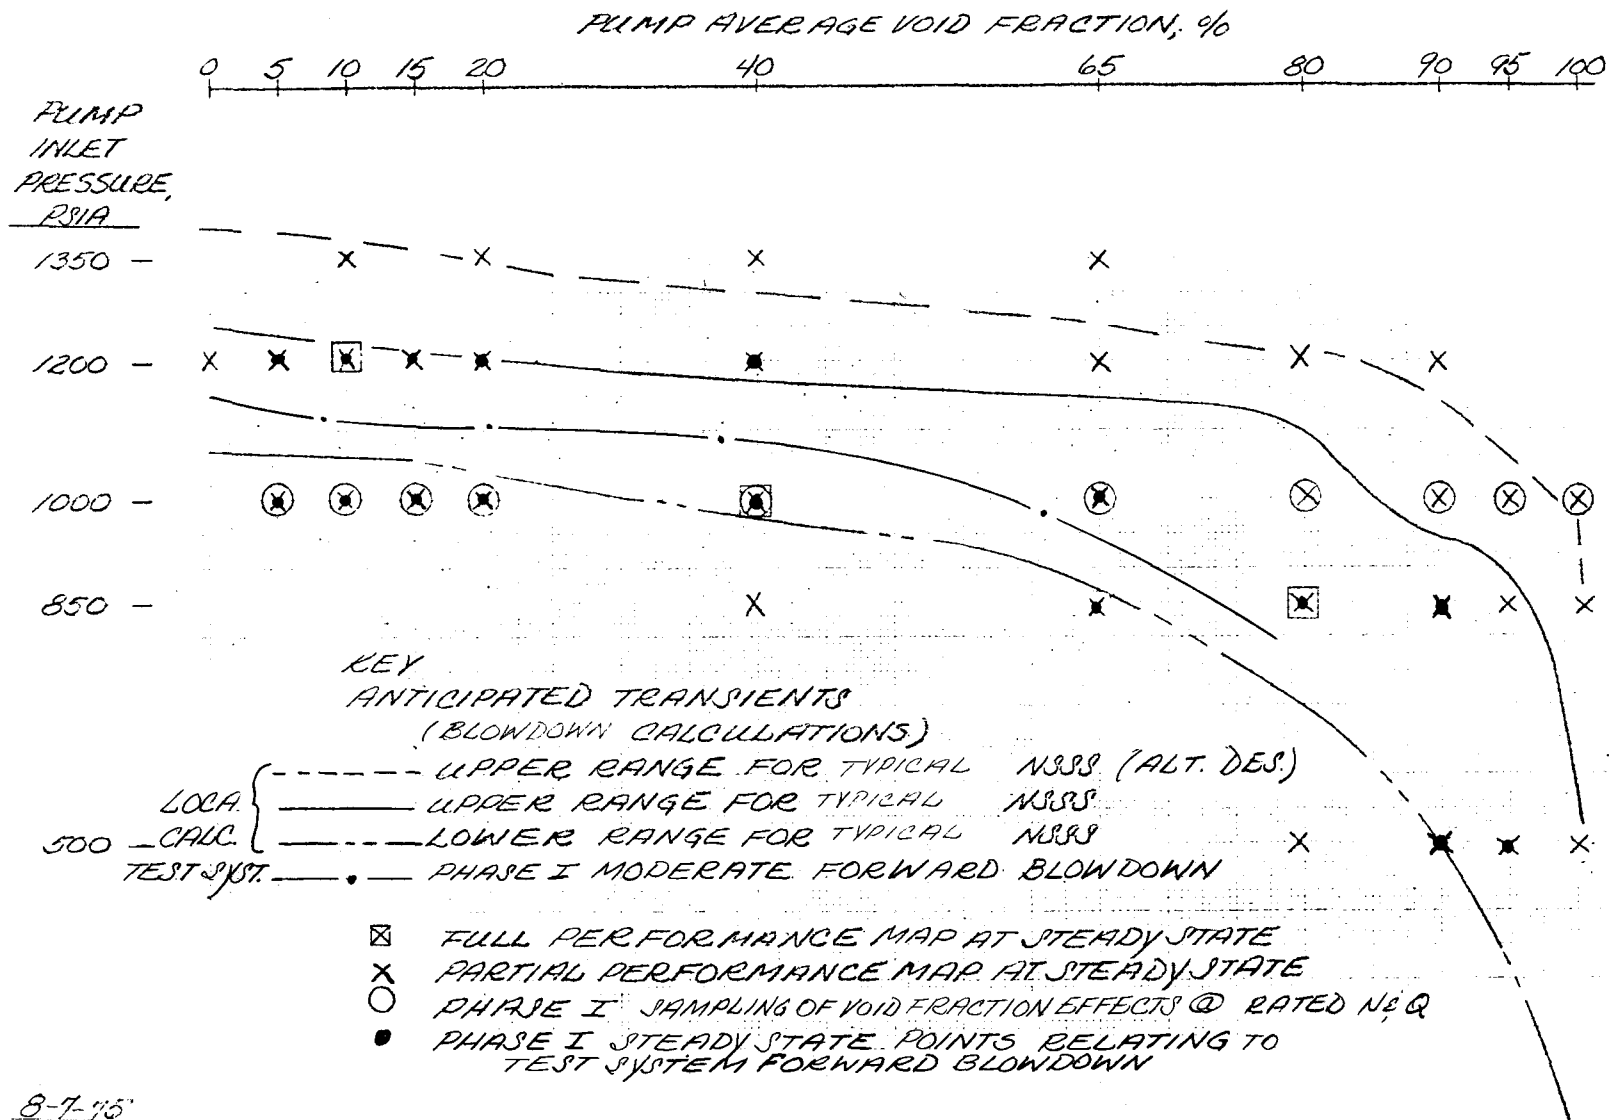 PUMP AVERAGE VOID FRACTION, %
0 5 10 15 20 40 65 80 90 95 100
PUMP
INLET
PRESSURE,
PSIA
1350
1200
1000
850
KEY
ANTICIPATED TRANSIENTS
(BLOWDOWN CALCULATIONS)
UPPER RANGE FOR TYPICAL NSSS (ALT. DES.)
LOCA UPPER RANGE FOR TYPICAL NSSS
500 CALC. LOWER RANGE FOR TYPICAL NSSS
TEST SYST. PHASE I MODERATE FORWARD BLOWDOWN
FULL PERFORMANCE MAP AT STEADY STATE
PARTIAL PERFORMANCE MAP AT STEADY STATE
PHASE I SAMPLING OF VOID FRACTION EFFECTS @ RATED N&Q
PHASE I STEADY STATE POINTS RELATING TO
TEST SYSTEM FORWARD BLOWDOWN
8-7-75